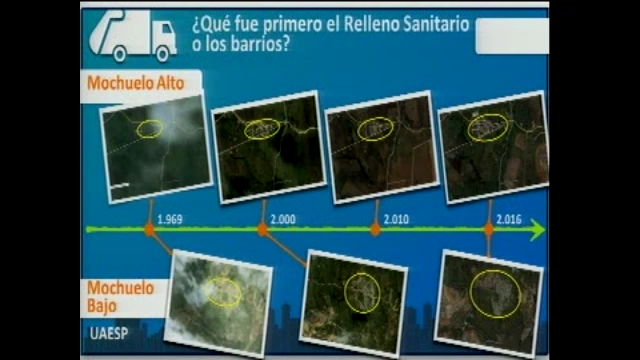 ¿Qué fue primero el Relleno Sanitario
o los barrios?
Mochuelo Alto
1.969
2.000
2.010
2.016
Mochuelo
Bajo
UAESP